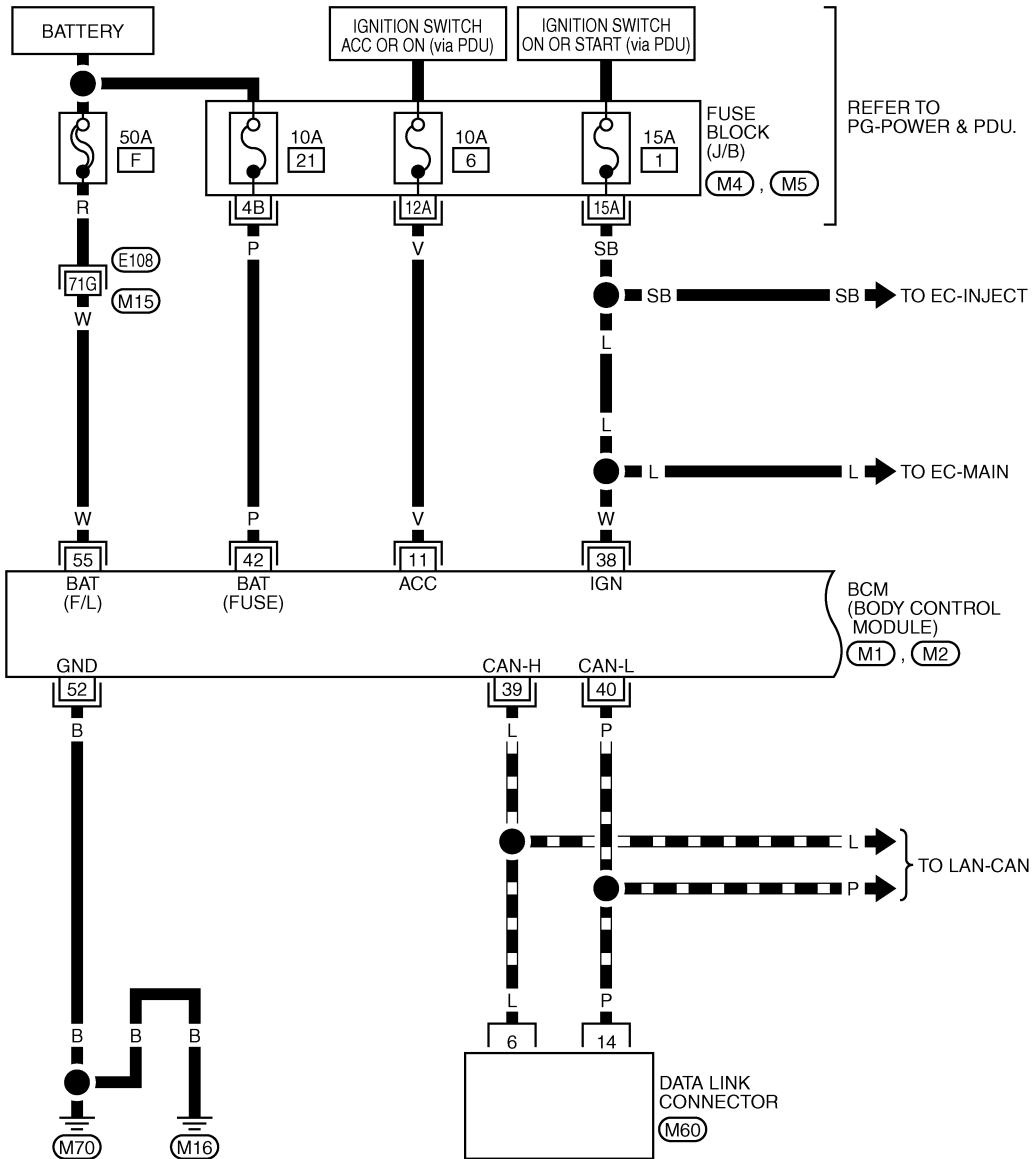 BATTERY
IGNITION SWITCH
ACC OR ON (via PDU)
IGNITION SWITCH
ON OR START (via PDU)
REFER TO
PG-POWER & PDU.
50A
F
10A
21
10A
6
15A
1
FUSE
BLOCK
(J/B)
M4 , M5
4B
12A
15A
R
P
V
SB
E108
71G
M15
W
SB
SB
TO EC-INJECT
L
L
L
L
TO EC-MAIN
W
P
V
W
55
42
11
38
BAT
(F/L)
BAT
(FUSE)
ACC
IGN
BCM
(BODY CONTROL
MODULE)
M1 , M2
GND
CAN-H
CAN-L
52
39
40
B
L
P
L
P
TO LAN-CAN
L
P
B
B
B
6
14
DATA LINK
CONNECTOR
M60
M70
M16